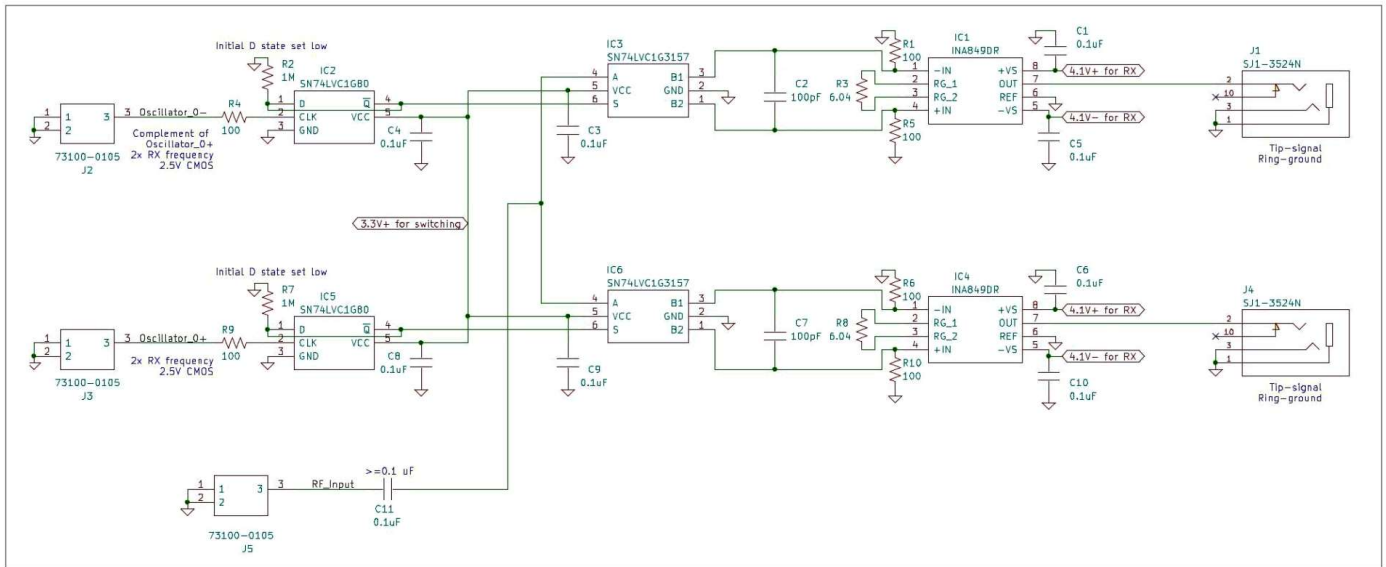 Initial D state set low
R2
1M
IC2
SN74LVC1G80
1 D Q 4
2 CLK VCC 5
3 GND
1 1 3 3 Oscillator_0- R4
2 2 100
73100-0105
J2
Complement of
Oscillator_0+
2x RX frequency
2.5V CMOS
C4
0.1uF
IC3
SN74LVC1G3157
4 A B1 3
5 VCC GND 2
6 S B2 1
C3
0.1uF
C2
100pF
R3
6.04
R1
100
R5
100
IC1
INA849DR
1 -IN +VS 8
2 RG_1 OUT 7
3 RG_2 REF 6
4 +IN -VS 5
C1
0.1uF
4.1V+ for RX
4.1V- for RX
C5
0.1uF
J1
SJ1-3524N
2
10
3
1
Tip-signal
Ring-ground
3.3V+ for switching
Initial D state set low
R7
1M
IC5
SN74LVC1G80
1 D Q 4
2 CLK VCC 5
3 GND
1 1 3 3 Oscillator_0+ R9
2 2 100
73100-0105
J3
2x RX frequency
2.5V CMOS
C8
0.1uF
IC6
SN74LVC1G3157
4 A B1 3
5 VCC GND 2
6 S B2 1
C9
0.1uF
C7
100pF
R8
6.04
R6
100
R10
100
IC4
INA849DR
1 -IN +VS 8
2 RG_1 OUT 7
3 RG_2 REF 6
4 +IN -VS 5
C6
0.1uF
4.1V+ for RX
4.1V- for RX
C10
0.1uF
J4
SJ1-3524N
2
10
3
1
Tip-signal
Ring-ground
>=0.1 uF
1 1 3 3 RF_Input
2 2
C11
0.1uF
73100-0105
J5